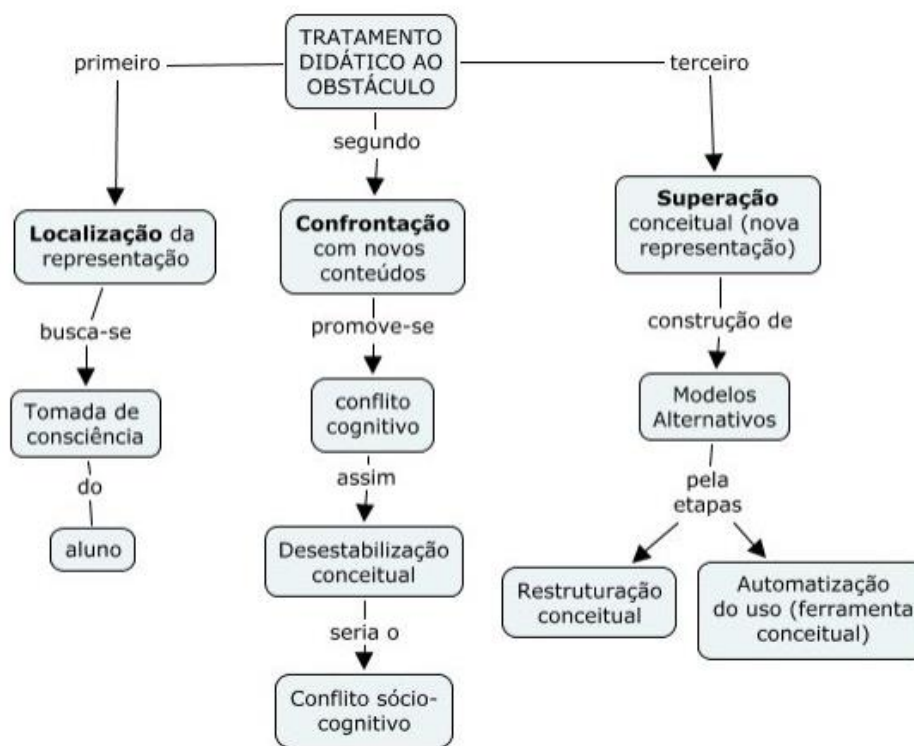 TRATAMENTO
DIDÁTICO AO
OBSTÁCULO
primeiro
terceiro
segundo
Localização da
representação
Confrontação
com novos
conteúdos
Superação
conceitual (nova
representação)
busca-se
promove-se
construção de
Tomada de
consciência
conflito
cognitivo
Modelos
Alternativos
do
assim
pela
etapas
aluno
Desestabilização
conceitual
Restruturação
conceitual
Automatização
do uso (ferramenta
conceitual)
seria o
Conflito sócio-
cognitivo